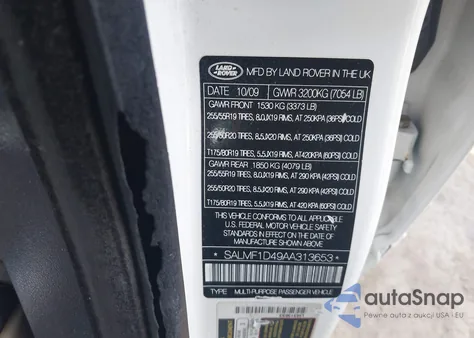 LAND ROVER MFD BY LAND ROVER IN THE UK
DATE 10/09 GVWR 3200KG (7054 LB)
GAWR FRONT 1530 KG (3373 LB)
255/55R19 TIRES, 8.0JX19 RIMS, AT 250KPA (36PSI) COLD
255/50R20 TIRES, 8.5JX20 RIMS, AT 250KPA (36PSI) COLD
T175/80R19 TIRES, 5.5JX19 RIMS, AT420KPA (60PSI) COLD
GAWR REAR 1850 KG (4079 LB)
255/55R19 TIRES, 8.0JX19 RIMS, AT 290 KPA (42PSI) COLD
255/50R20 TIRES, 8.5JX20 RIMS, AT 290 KPA (42PSI) COLD
T175/80R19 TIRES, 5.5JX19 RIMS, AT 420 KPA (60PSI) COLD
THIS VEHICLE CONFORMS TO ALL APPLICABLE
U.S. FEDERAL MOTOR VEHICLE SAFETY AND
BUMPER STANDARDS IN EFFECT ON THE DATE
OF MANUFACTURE SHOWN ABOVE
*SALMF1D49AA313653*
TYPE MULTI-PURPOSE PASSENGER VEHICLE
autoSnap
Pewne auta z USA